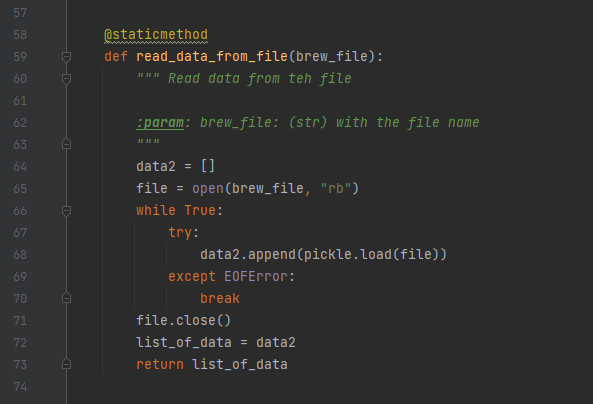 57
58 @staticmethod
59 def read_data_from_file(brew_file):
60 """ Read data from teh file
61
62 :param: brew_file: (str) with the file name
63 """
64 data2 = []
65 file = open(brew_file, "rb")
66 while True:
67 try:
68 data2.append(pickle.load(file))
69 except EOFError:
70 break
71 file.close()
72 list_of_data = data2
73 return list_of_data
74